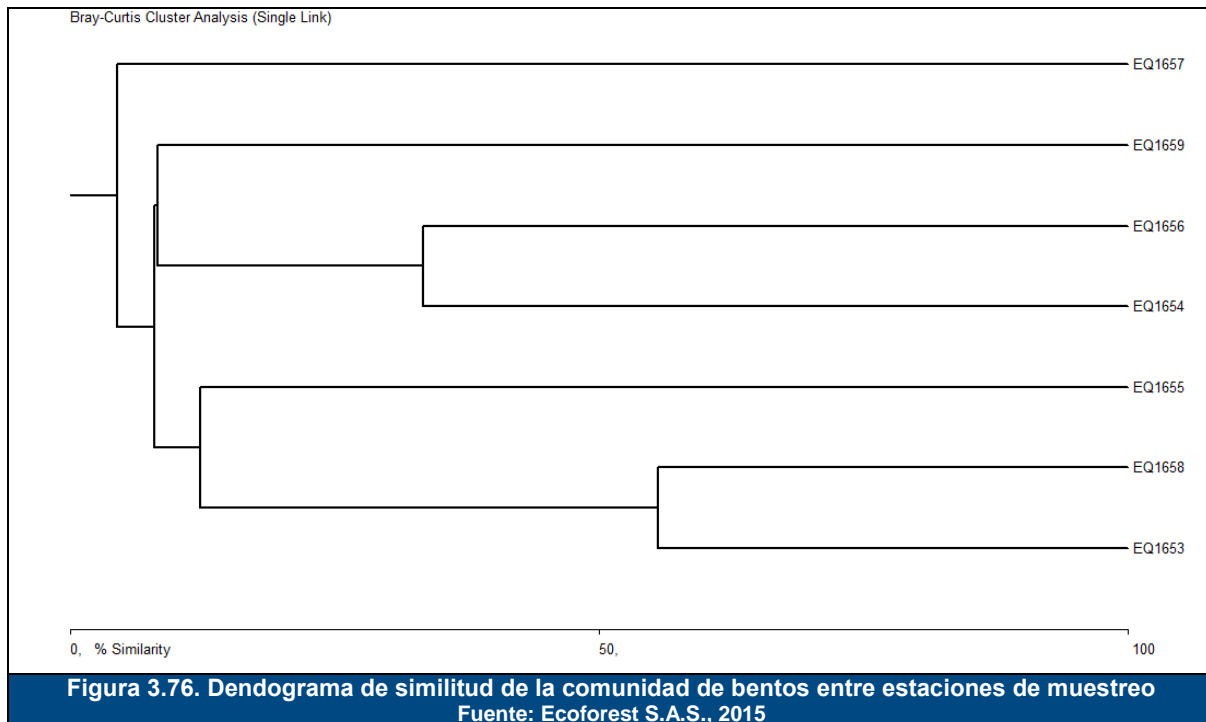 Bray-Curtis Cluster Analysis (Single Link)
EQ1657
EQ1659
EQ1656
EQ1654
EQ1655
EQ1658
EQ1653
0, % Similarity 50, 100
Figura 3.76. Dendograma de similitud de la comunidad de bentos entre estaciones de muestreo
Fuente: Ecoforest S.A.S., 2015